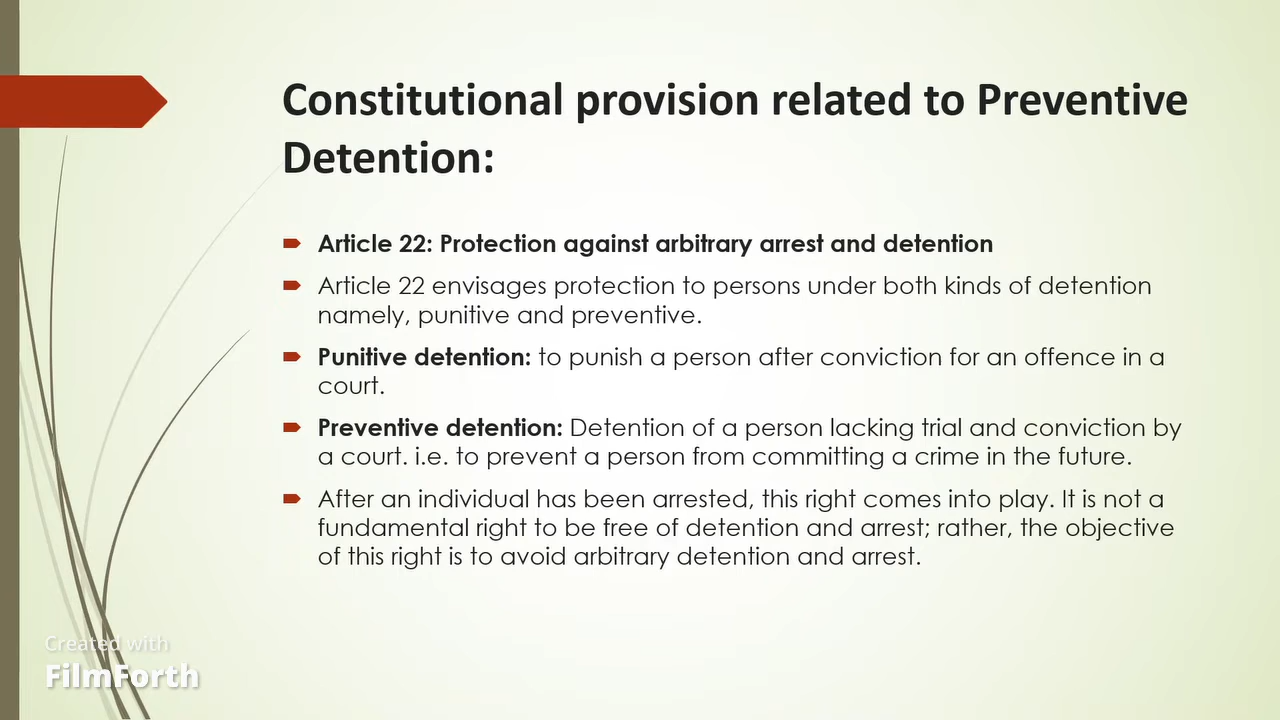 Constitutional provision related to Preventive
Detention:
Article 22: Protection against arbitrary arrest and detention
Article 22 envisages protection to persons under both kinds of detention
namely, punitive and preventive.
Punitive detention: to punish a person after conviction for an offence in a
court.
Preventive detention: Detention of a person lacking trial and conviction by
a court. i.e. to prevent a person from committing a crime in the future.
After an individual has been arrested, this right comes into play. It is not a
fundamental right to be free of detention and arrest; rather, the objective
of this right is to avoid arbitrary detention and arrest.
Created with
FilmForth